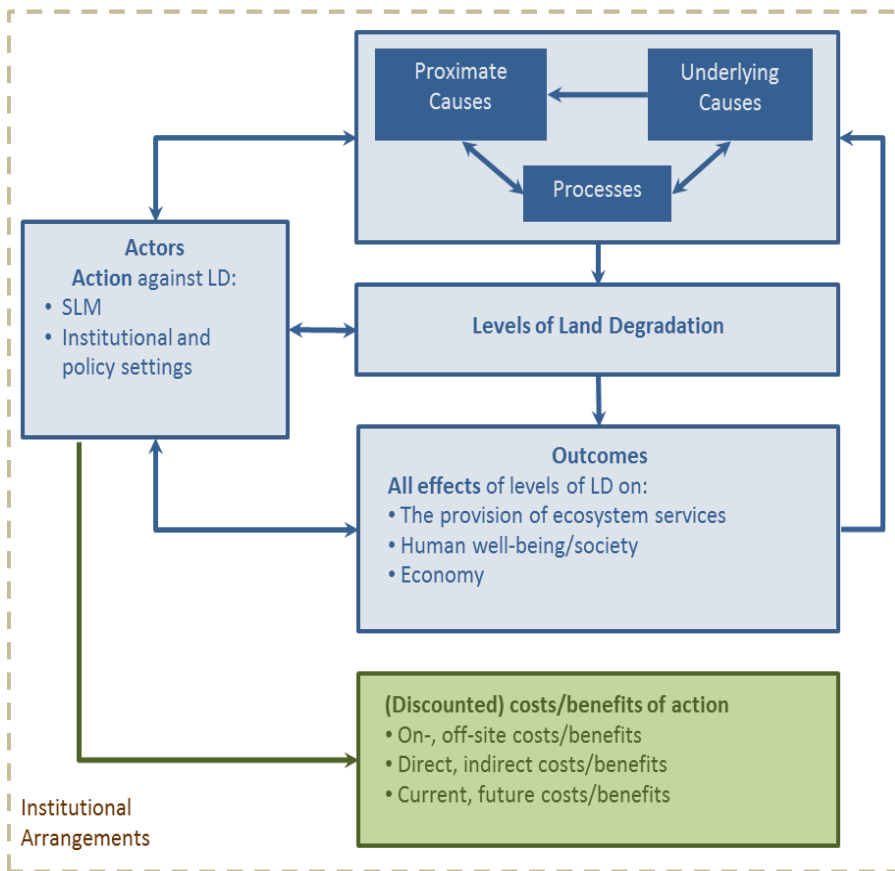 Proximate
Causes
Underlying
Causes
Processes
Actors
Action against LD:
• SLM
• Institutional and
policy settings
Levels of Land Degradation
Outcomes
All effects of levels of LD on:
• The provision of ecosystem services
• Human well-being/society
• Economy
(Discounted) costs/benefits of action
• On-, off-site costs/benefits
• Direct, indirect costs/benefits
• Current, future costs/benefits
Institutional
Arrangements